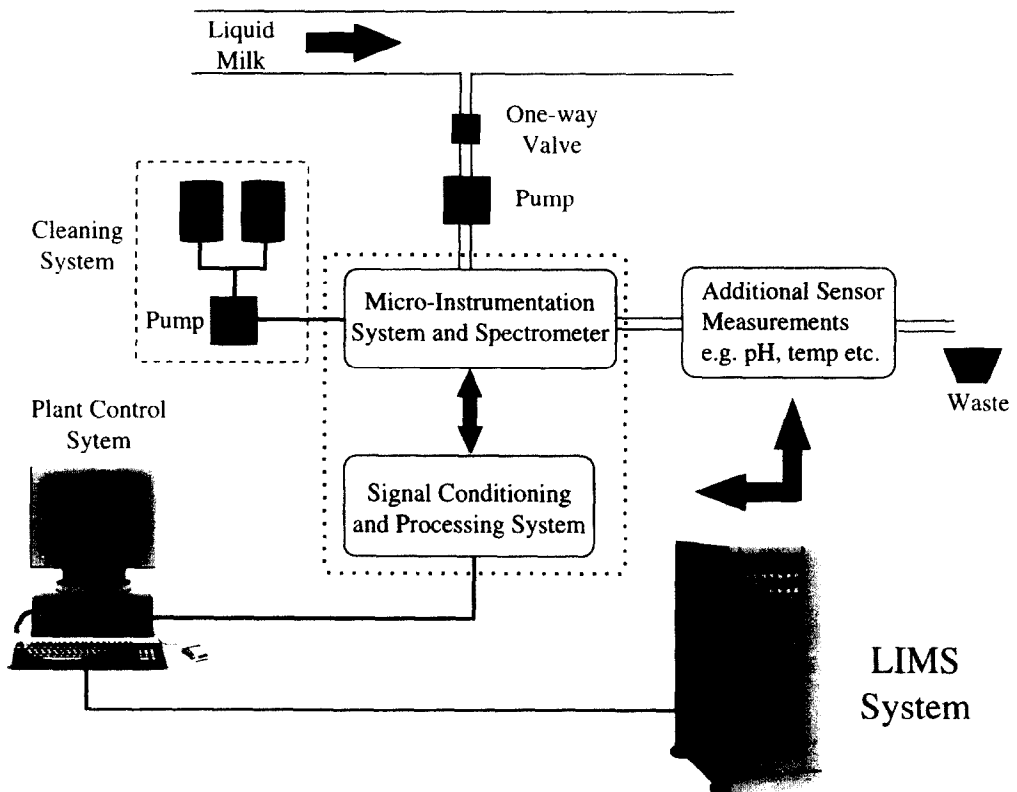 Liquid
Milk
One-way
Valve
Pump
Cleaning
System
Pump
Micro-Instrumentation
System and Spectrometer
Additional Sensor
Measurements
e.g. pH, temp etc.
Waste
Plant Control
Sytem
Signal Conditioning
and Processing System
LIMS
System